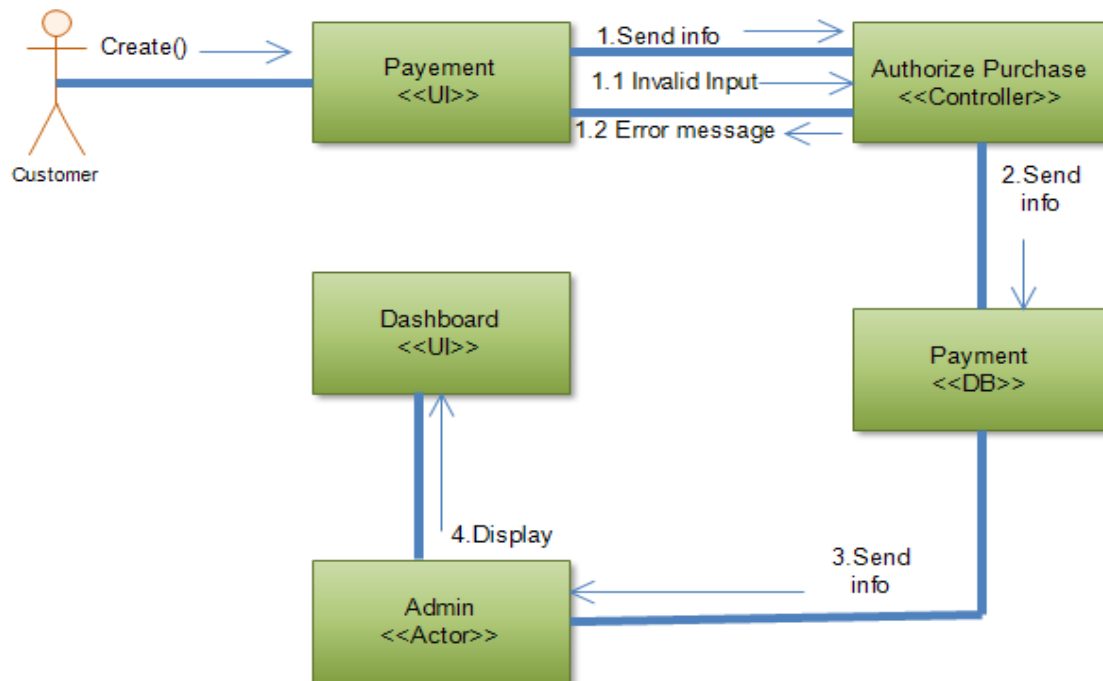 Create()
Customer
Payement
<<UI>>
1.Send info
1.1 Invalid Input
1.2 Error message
Authorize Purchase
<<Controller>>
2.Send
info
Dashboard
<<UI>>
Payment
<<DB>>
4.Display
3.Send
info
Admin
<<Actor>>